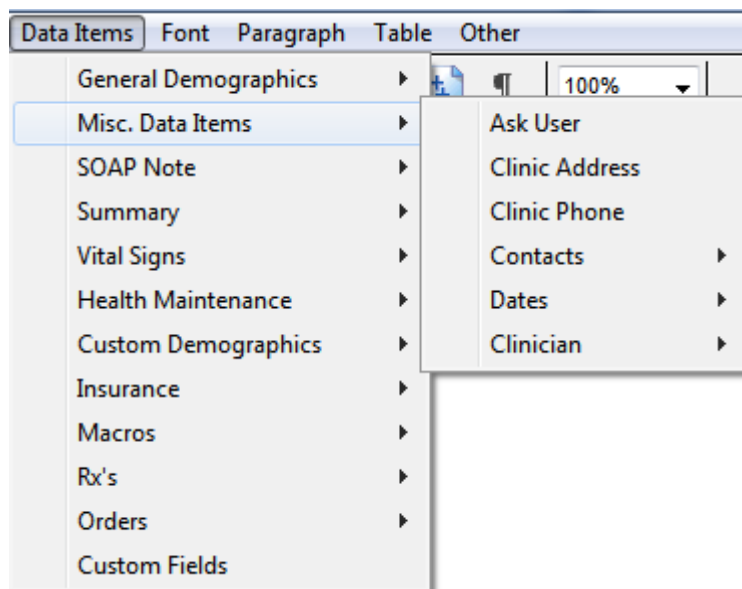 Data Items Font Paragraph Table Other
General Demographics
100%
Misc. Data Items
Ask User
SOAP Note
Clinic Address
Summary
Clinic Phone
Vital Signs
Contacts
Health Maintenance
Dates
Custom Demographics
Clinician
Insurance
Macros
Rx's
Orders
Custom Fields